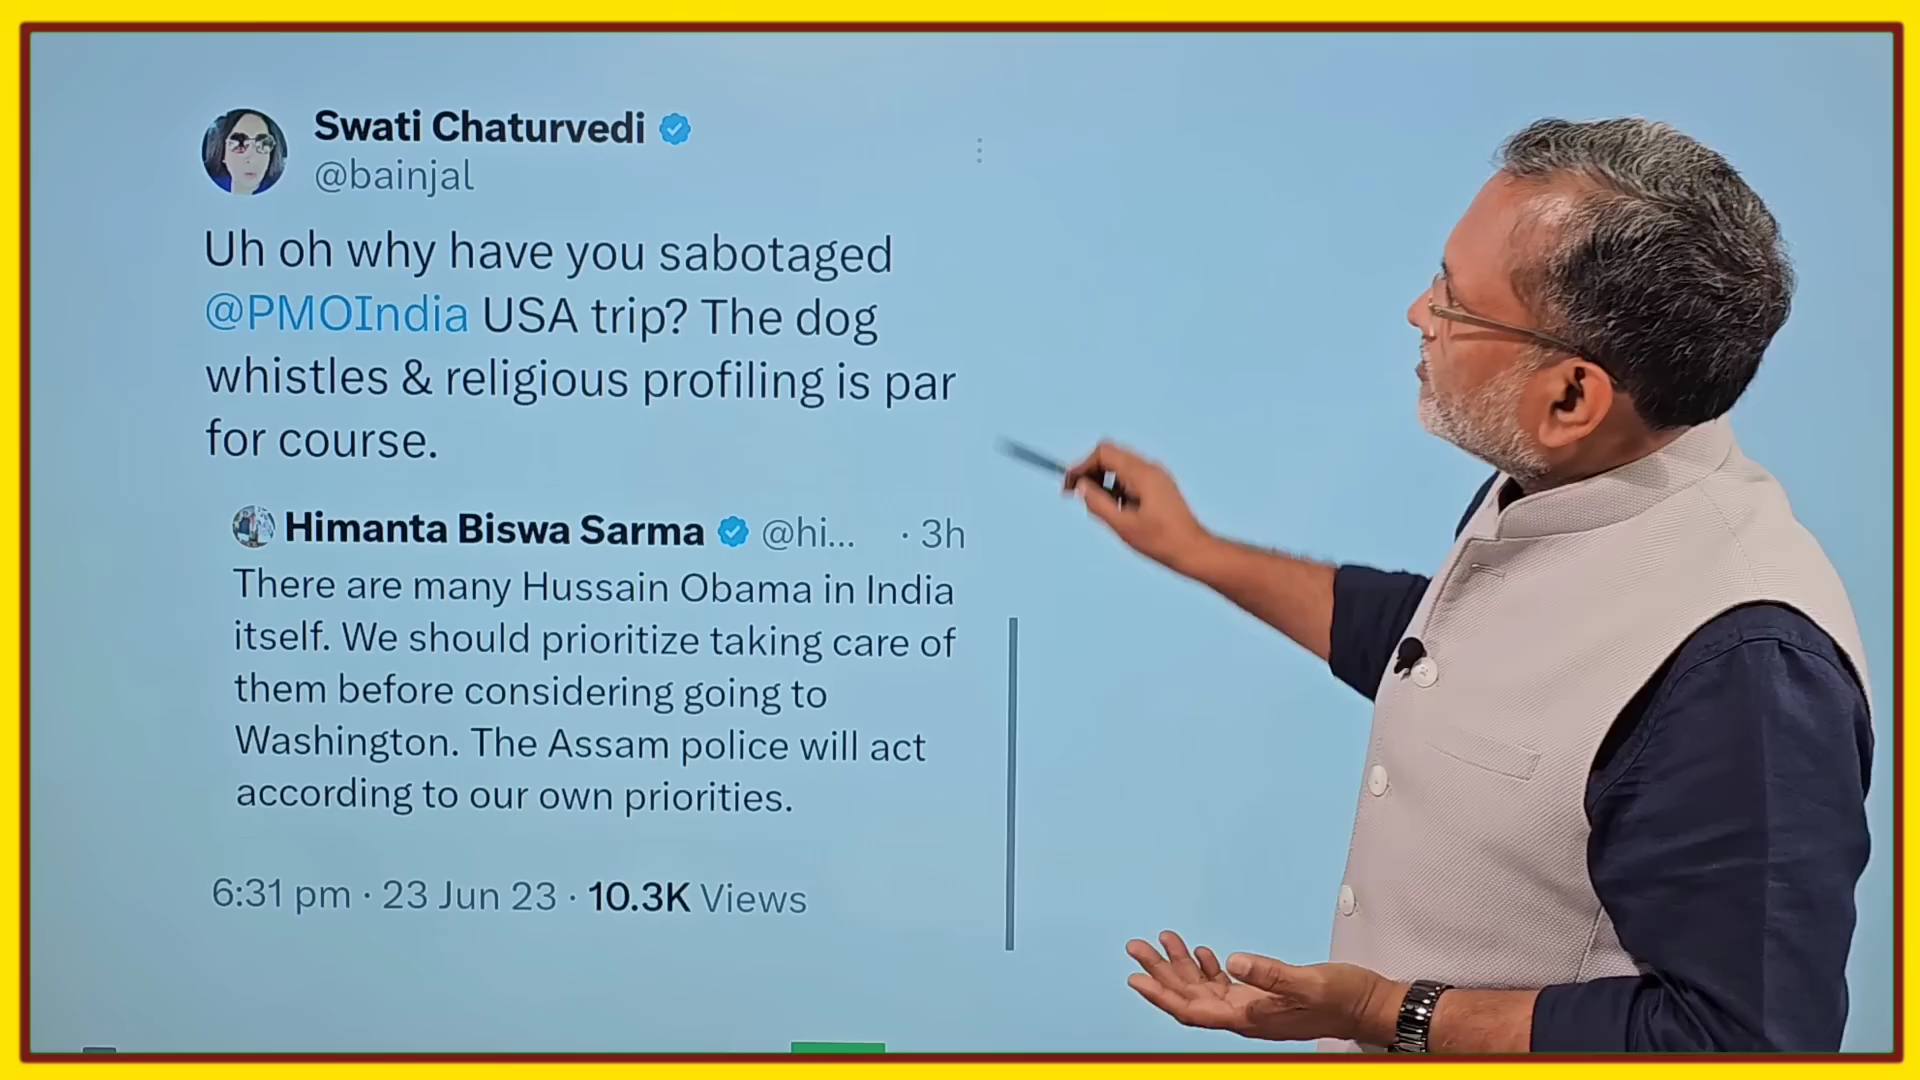 Swati Chaturvedi
@bainjal
Uh oh why have you sabotaged
@PMOIndia USA trip? The dog
whistles & religious profiling is par
for course.
Himanta Biswa Sarma @hi... · 3h
There are many Hussain Obama in India
itself. We should prioritize taking care of
them before considering going to
Washington. The Assam police will act
according to our own priorities.
6:31 pm · 23 Jun 23 · 10.3K Views